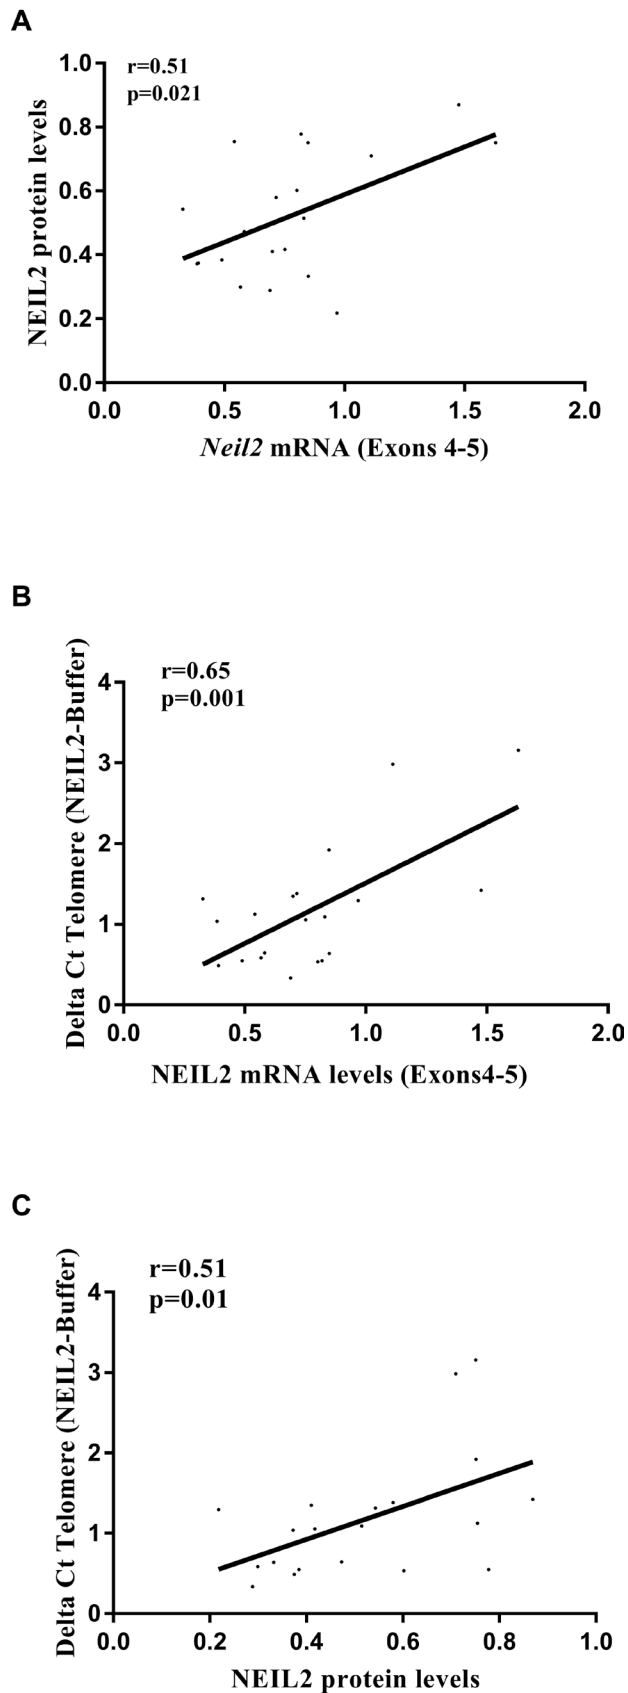 A
r=0.51
p=0.021
NEIL2 protein levels
1.0
0.8
0.6
0.4
0.2
0.0
0.0 0.5 1.0 1.5 2.0
Neil2 mRNA (Exons 4-5)
B
r=0.65
p=0.001
Delta Ct Telomere (NEIL2-Buffer)
4
3
2
1
0
0.0 0.5 1.0 1.5 2.0
NEIL2 mRNA levels (Exons4-5)
C
r=0.51
p=0.01
Delta Ct Telomere (NEIL2-Buffer)
4
3
2
1
0
0.0 0.2 0.4 0.6 0.8 1.0
NEIL2 protein levels